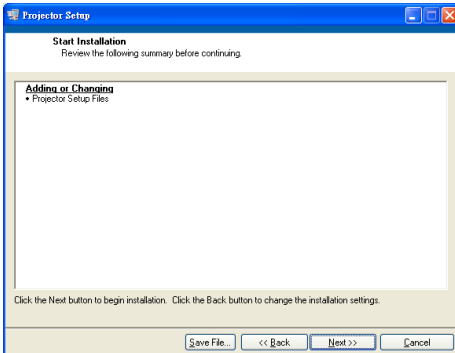 Projector Setup
Start Installation
Review the following summary before continuing.
Adding or Changing
• Projector Setup Files
Click the Next button to begin installation. Click the Back button to change the installation settings.
Save File... << Back Next >> Cancel